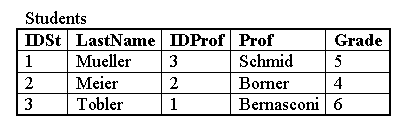 Students
IDSt LastName IDProf Prof Grade
1 Mueller 3 Schmid 5
2 Meier 2 Borner 4
3 Tobler 1 Bernasconi 6